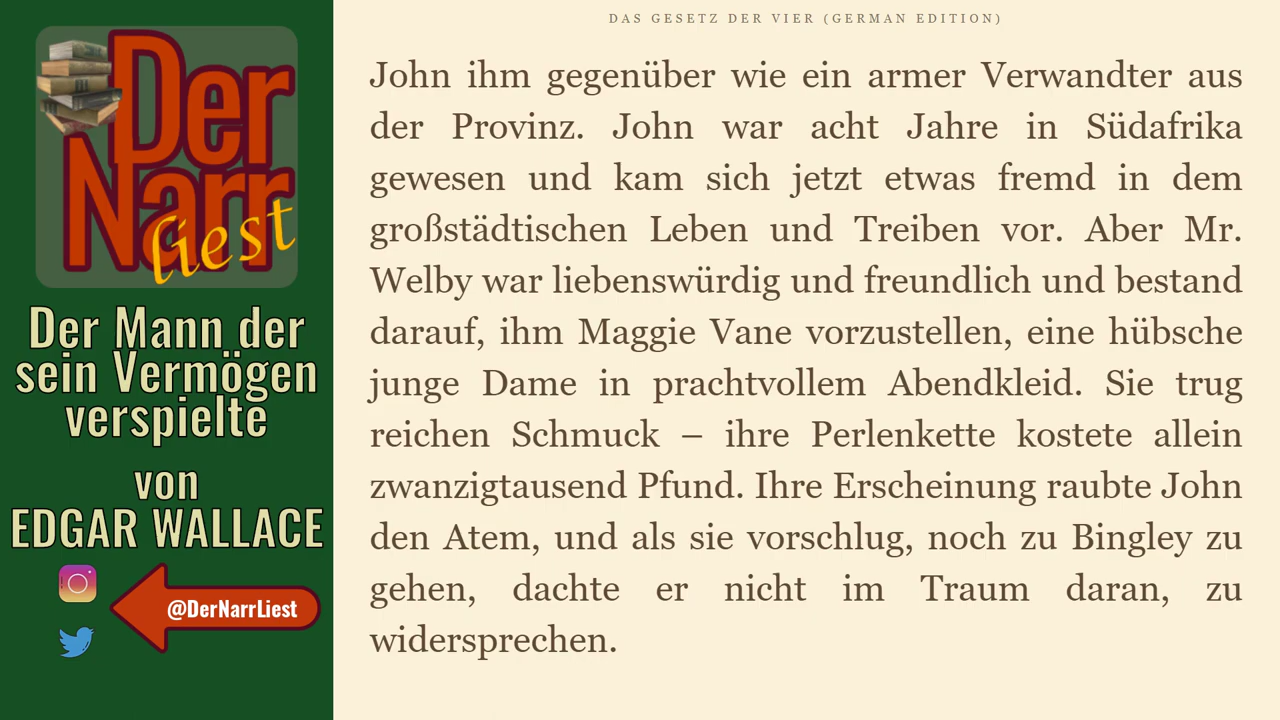 Der
Narr
liest
Der Mann der
sein Vermögen
verspielte
von
EDGAR WALLACE
@DerNarrLiest
DAS GESETZ DER VIER (GERMAN EDITION)
John ihm gegenüber wie ein armer Verwandter aus
der Provinz. John war acht Jahre in Südafrika
gewesen und kam sich jetzt etwas fremd in dem
großstädtischen Leben und Treiben vor. Aber Mr.
Welby war liebenswürdig und freundlich und bestand
darauf, ihm Maggie Vane vorzustellen, eine hübsche
junge Dame in prachtvollem Abendkleid. Sie trug
reichen Schmuck – ihre Perlenkette kostete allein
zwanzigtausend Pfund. Ihre Erscheinung raubte John
den Atem, und als sie vorschlug, noch zu Bingley zu
gehen, dachte er nicht im Traum daran, zu
widersprechen.